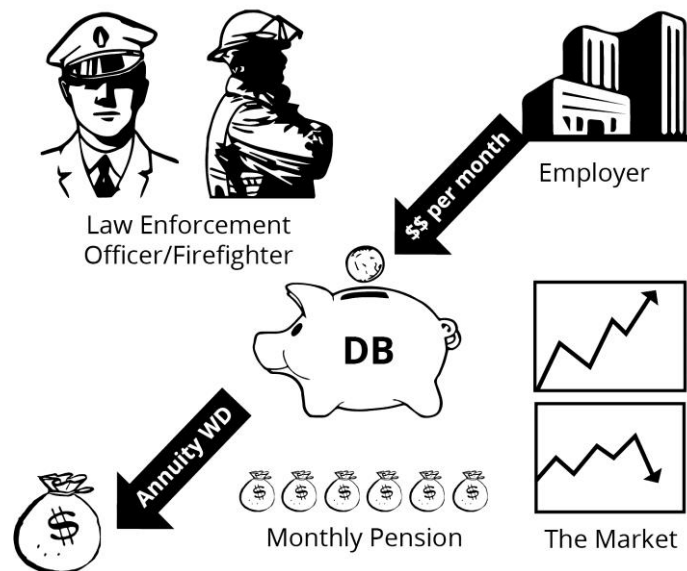 Law Enforcement
Officer/Firefighter
Employer
$$ per month
DB
Annuity WD
$
$ $ $ $ $ $
Monthly Pension
The Market